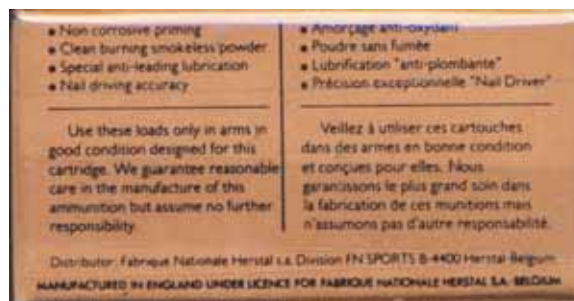 • Non corrosive priming
• Clean burning smokeless powder
• Special anti-leading lubrication
• Nail driving accuracy
Use these loads only in arms in
good condition designed for this
cartridge. We guarantee reasonable
care in the manufacture of this
ammunition but assume no further
responsibility.
• Amorçage anti-oxydant
• Poudre sans fumée
• Lubrification "anti-plombante"
• Précision exceptionnelle "Nail Driver"
Veillez à utiliser ces cartouches
dans des armes en bonne condition
et conçues pour elles. Nous
garantissons le plus grand soin dans
la fabrication de ces munitions mais
n'assumons pas d'autre responsabilité.
Distributor: Fabrique Nationale Herstal s.a. Division FN SPORTS B-4400 Herstal-Belgium
MANUFACTURED IN ENGLAND UNDER LICENCE FOR FABRIQUE NATIONALE HERSTAL S.A. BELGIUM